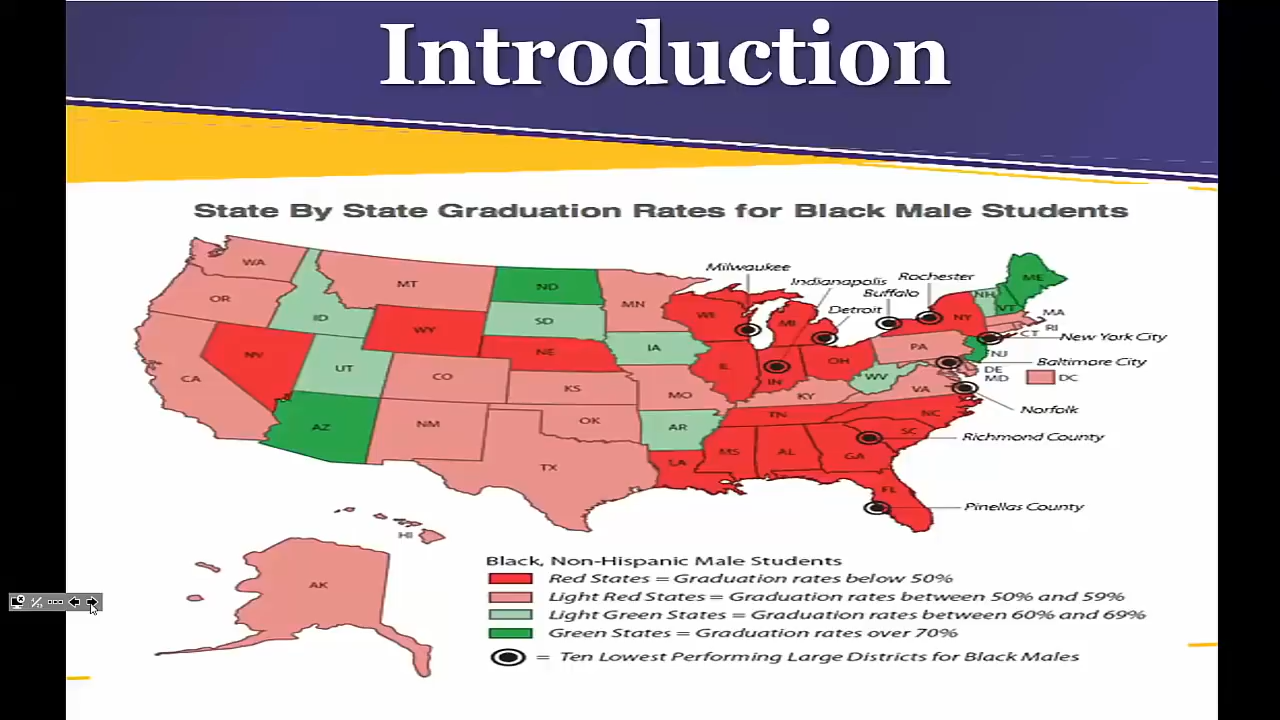 Introduction
State By State Graduation Rates for Black Male Students
WA
MT
ND
MN
OR
ID
SD
WY
WI
MI
NY
ME
NH
VT
MA
RI
CT
NJ
DE
MD
DC
Milwaukee
Indianapolis
Rochester
Buffalo
Detroit
New York City
Baltimore City
Norfolk
Richmond County
Pinellas County
NY
UT
NE
IA
IL
IN
OH
PA
WV
VA
CA
CO
KS
MO
KY
NC
AZ
NM
OK
AR
TN
SC
TX
LA
MS
AL
GA
FL
HI
AK
Black, Non-Hispanic Male Students
Red States = Graduation rates below 50%
Light Red States = Graduation rates between 50% and 59%
Light Green States = Graduation rates between 60% and 69%
Green States = Graduation rates over 70%
= Ten Lowest Performing Large Districts for Black Males